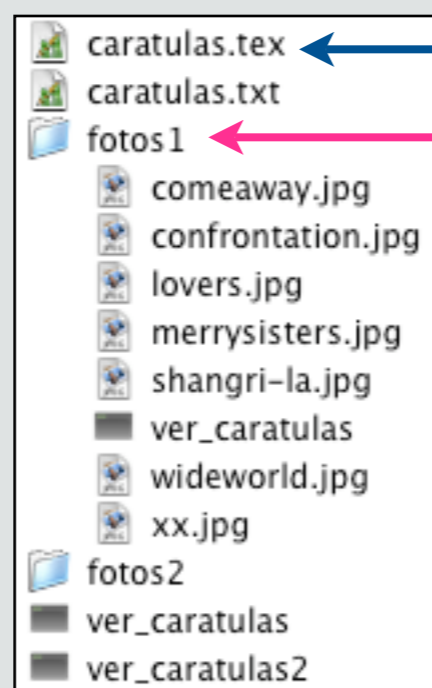 caratulas.tex
caratulas.txt
fotos1
comeaway.jpg
confrontation.jpg
lovers.jpg
merrysisters.jpg
shangri-la.jpg
ver_caratulas
wideworld.jpg
xx.jpg
fotos2
ver_caratulas
ver_caratulas2